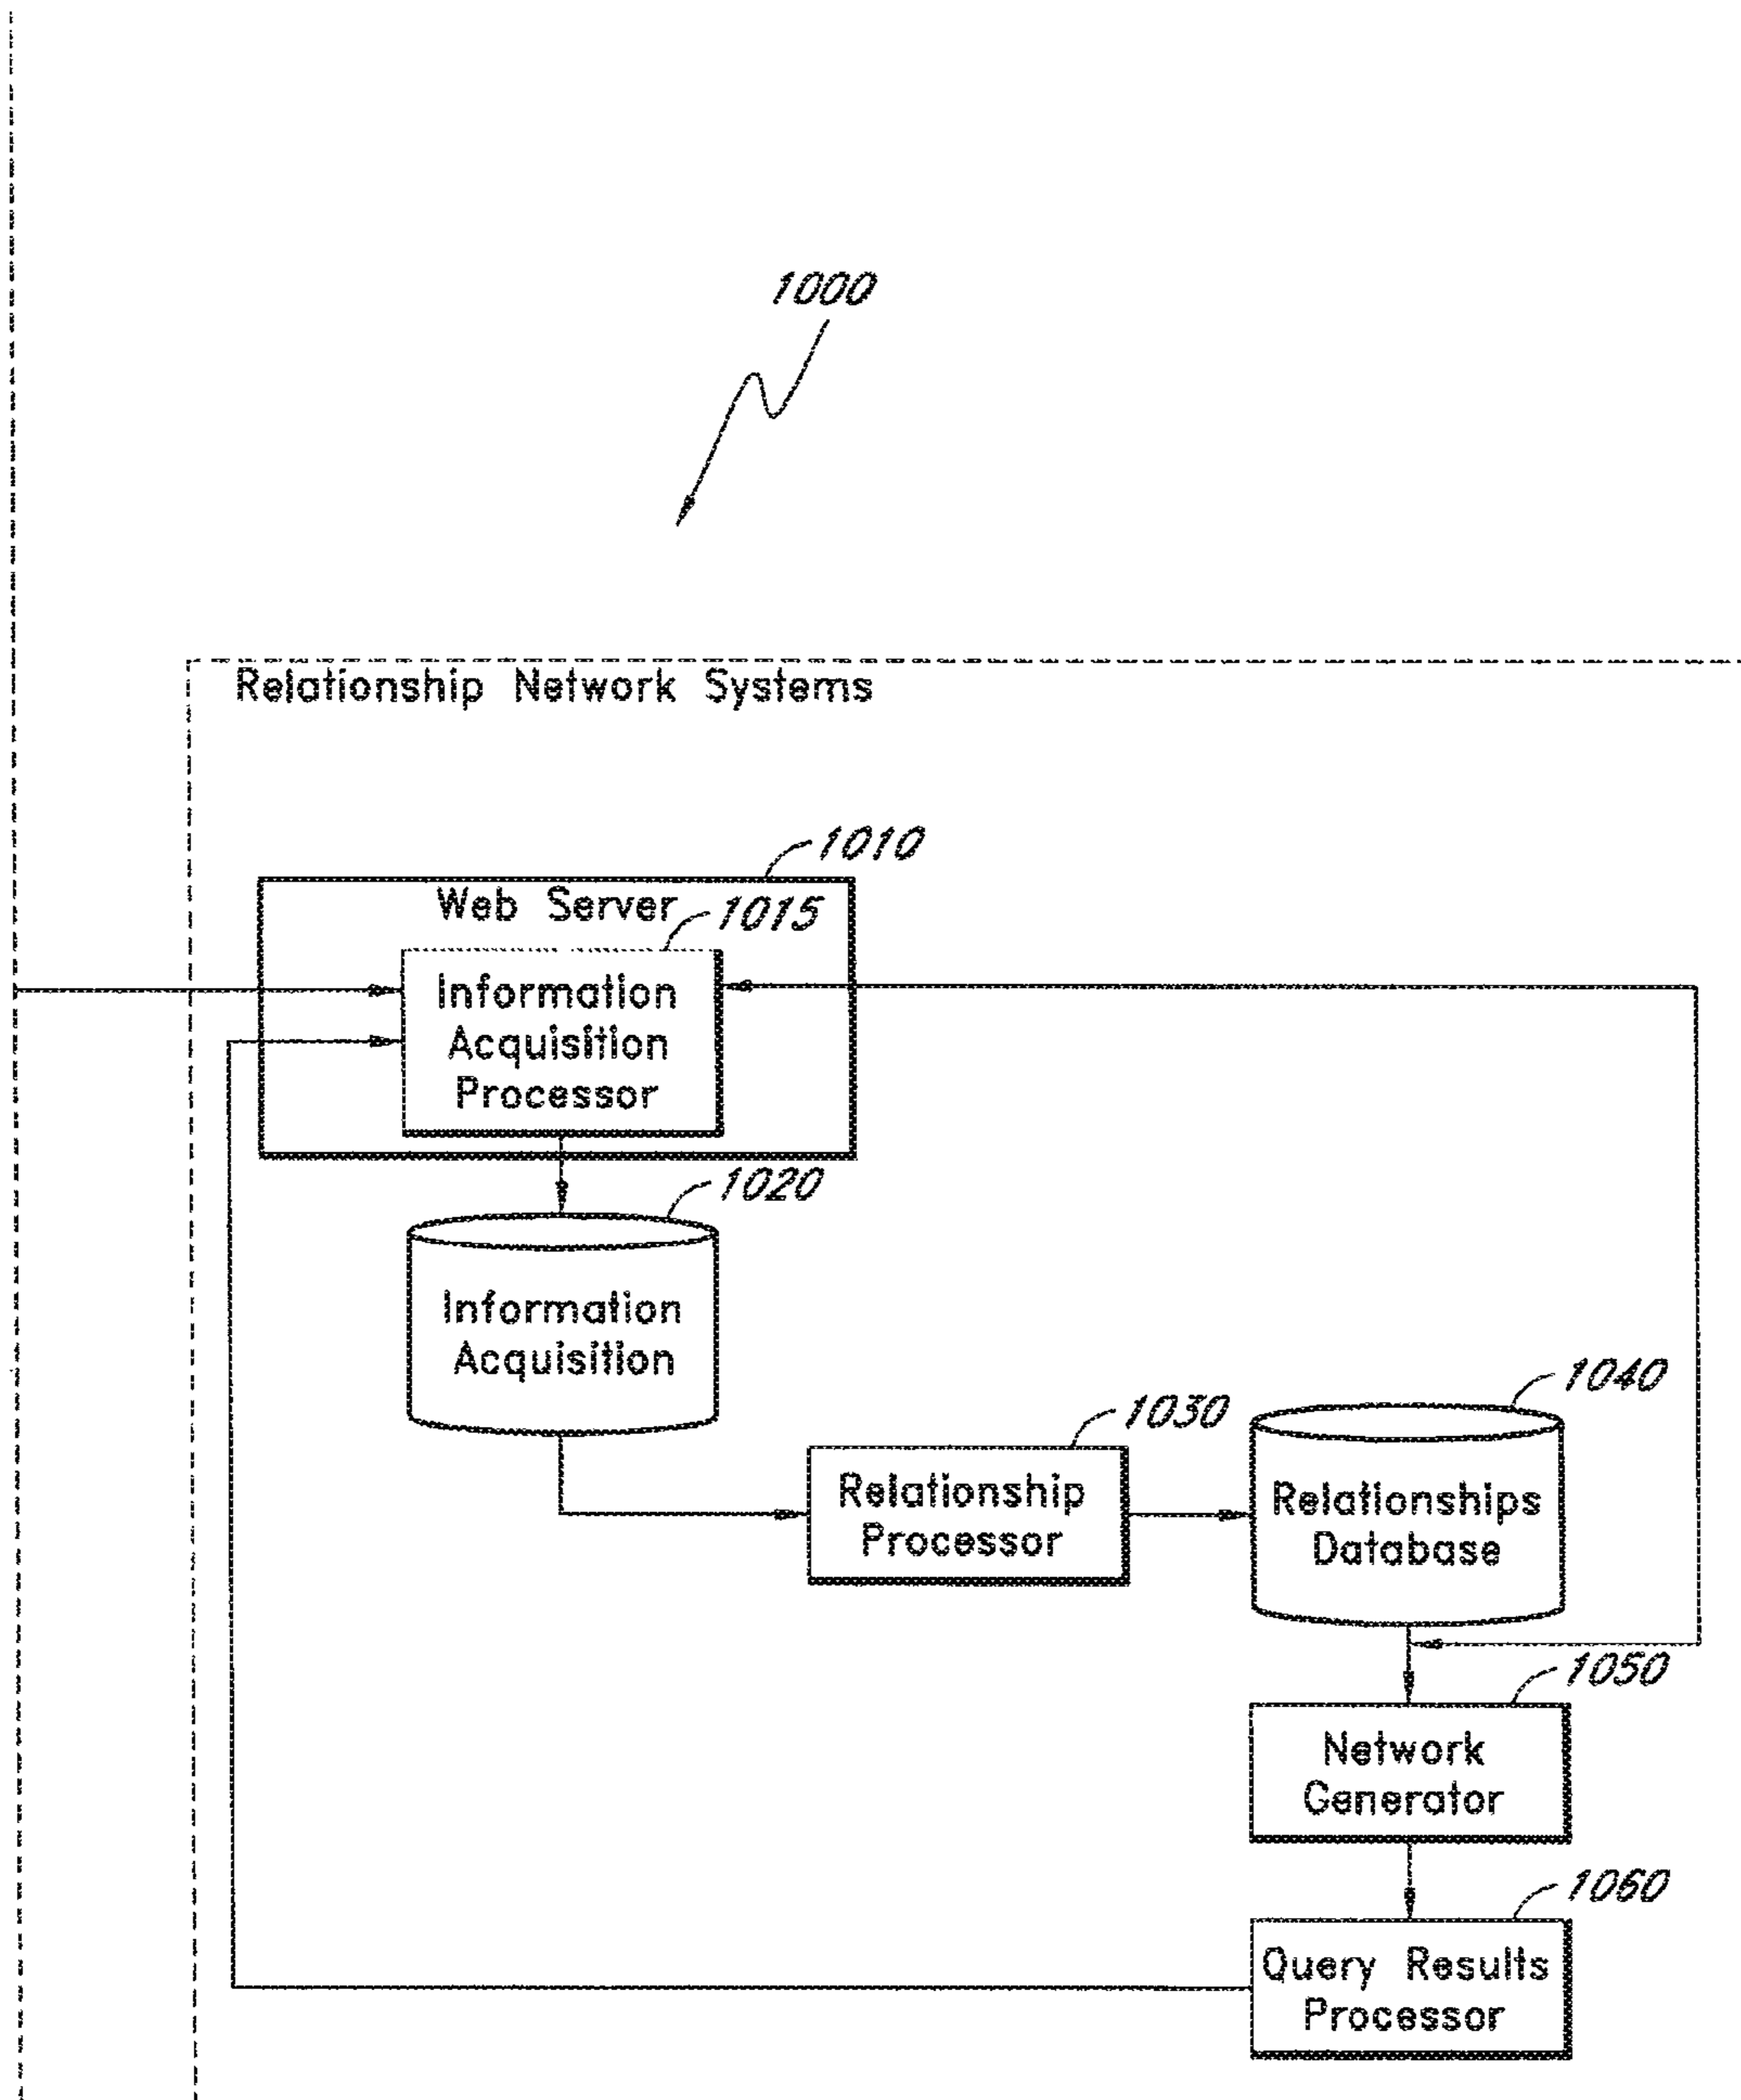 1000
Relationship Network Systems
1010
Web Server
1015
Information
Acquisition
Processor
1020
Information
Acquisition
1030
Relationship
Processor
1040
Relationships
Database
1050
Network
Generator
1060
Query Results
Processor